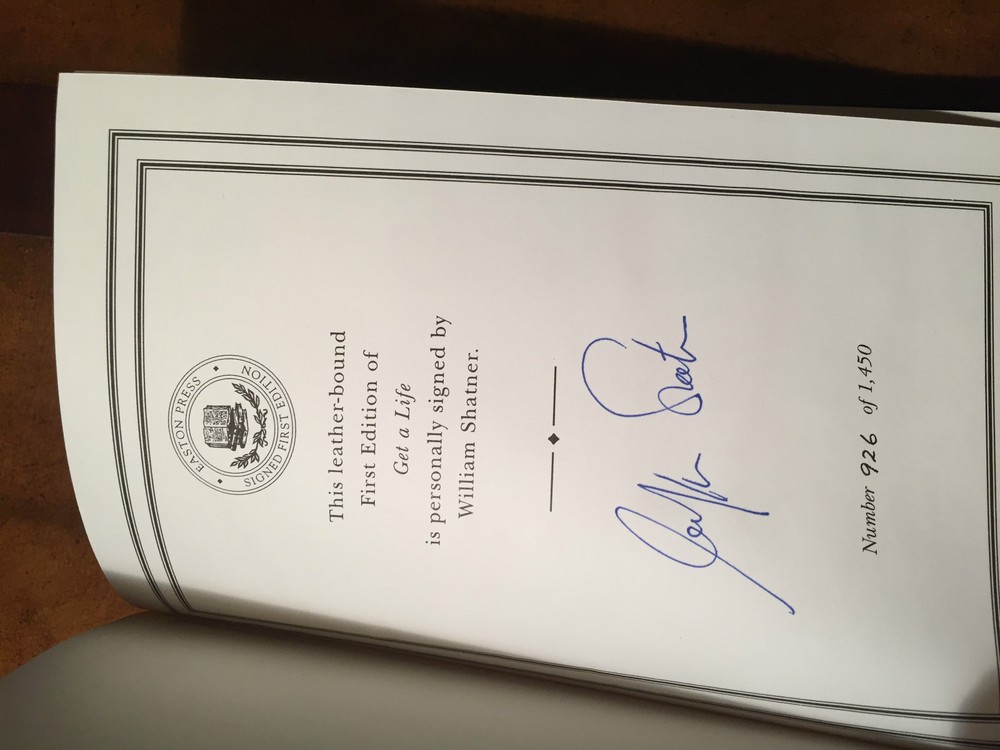 EASTON PRESS
SIGNED FIRST EDITION
This leather-bound
First Edition of
Get a Life
is personally signed by
William Shatner.
Number 926 of 1,450